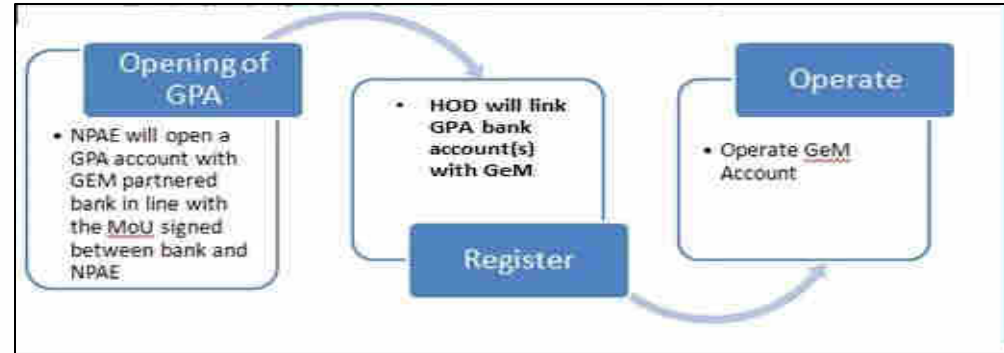 Opening of
GPA
• NPAE will open a
GPA account with
GEM partnered
bank in line with
the MoU signed
between bank and
NPAE
• HOD will link
GPA bank
account(s)
with GeM
Register
Operate
• Operate GeM
Account